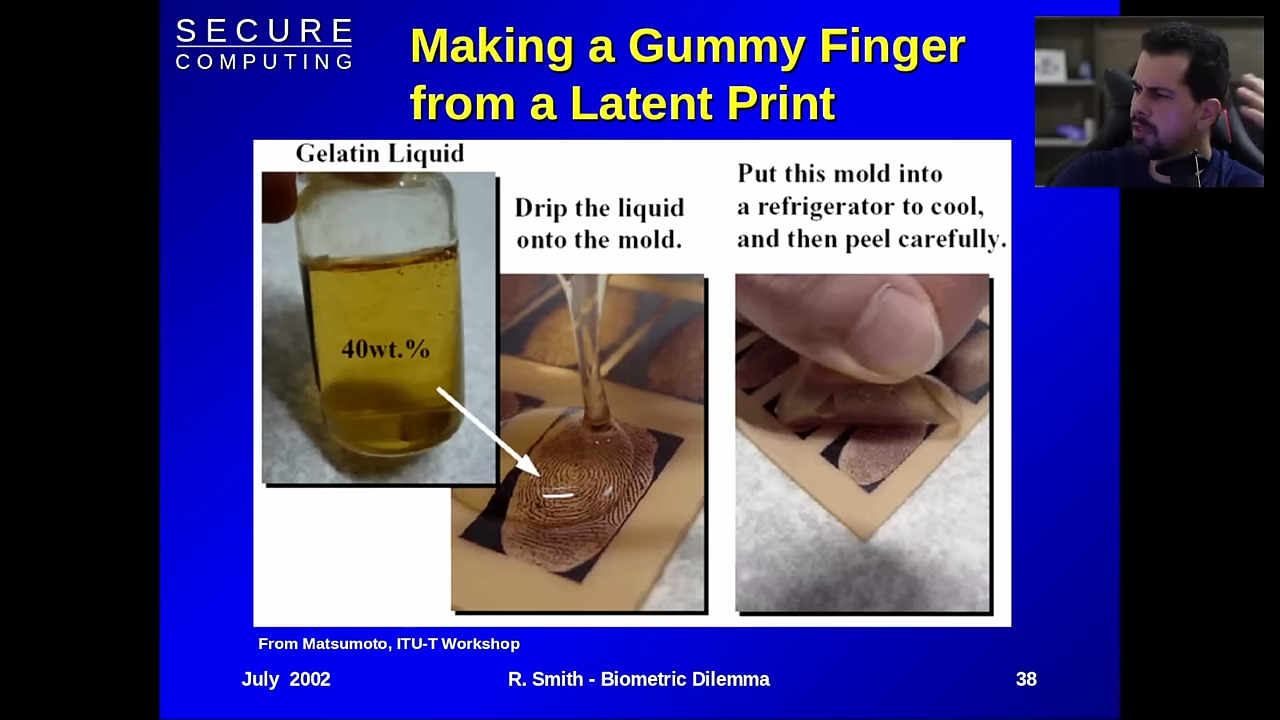 SECURE
COMPUTING
Making a Gummy Finger
from a Latent Print
Gelatin Liquid
40wt.%
Drip the liquid
onto the mold.
Put this mold into
a refrigerator to cool,
and then peel carefully.
From Matsumoto, ITU-T Workshop
July 2002
R. Smith - Biometric Dilemma
38